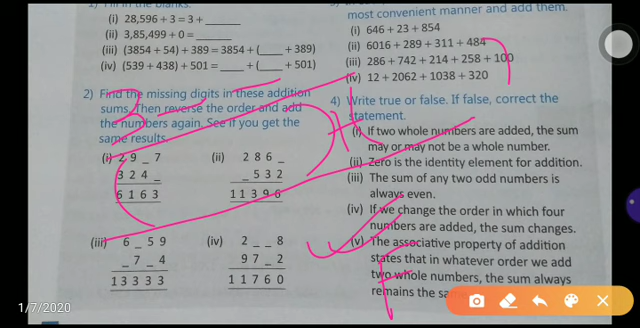 1) Fill in the blanks.
(i) 28,596 + 3 = 3 + ______
(ii) 3,85,499 + 0 = ______
(iii) (3854 + 54) + 389 = 3854 + (____ + 389)
(iv) (539 + 438) + 501 = ____ + (____ + 501)
2) Find the missing digits in these addition
sums. Then reverse the order and add
the numbers again. See if you get the
same results.
(i) 2 9 _ 7
3 2 4 _
6 1 6 3
(ii) 2 8 6 _
_ 5 3 2
1 1 3 9 6
(iii) 6 _ 5 9
_ 7 _ 4
1 3 3 3 3
(iv) 2 _ _ 8
9 7 _ 2
1 1 7 6 0
most convenient manner and add them.
(i) 646 + 23 + 854
(ii) 6016 + 289 + 311 + 484
(iii) 286 + 742 + 214 + 258 + 100
(iv) 12 + 2062 + 1038 + 320
4) Write true or false. If false, correct the
statement.
(i) If two whole numbers are added, the sum
may or may not be a whole number.
(ii) Zero is the identity element for addition.
(iii) The sum of any two odd numbers is
always even.
(iv) If we change the order in which four
numbers are added, the sum changes.
(v) The associative property of addition
states that in whatever order we add
two whole numbers, the sum always
remains the
1/7/2020